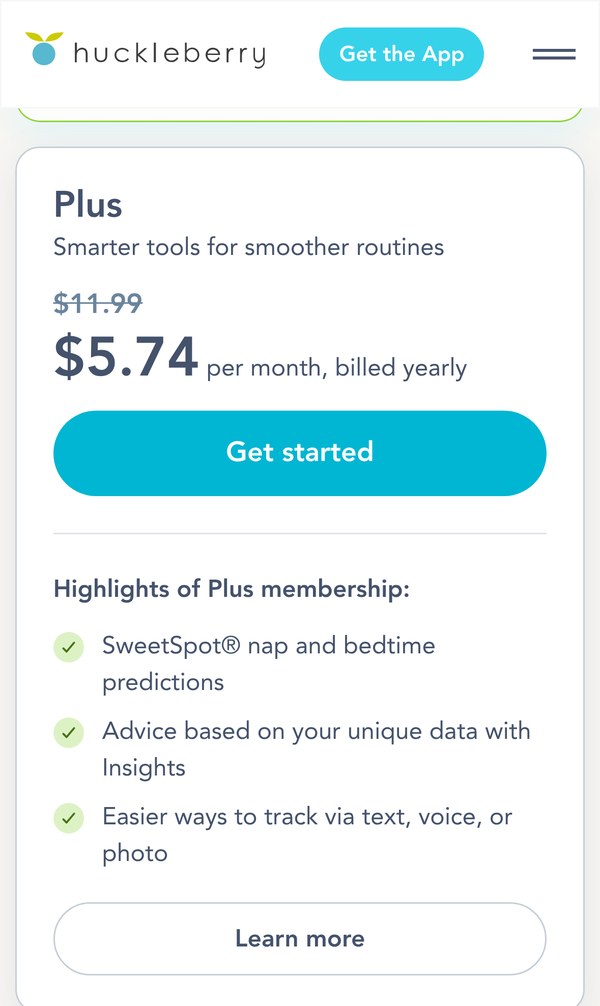 huckleberry
Get the App
Plus
Smarter tools for smoother routines
$11.99
$5.74 per month, billed yearly
Get started
Highlights of Plus membership:
SweetSpot® nap and bedtime
predictions
Advice based on your unique data with
Insights
Easier ways to track via text, voice, or
photo
Learn more